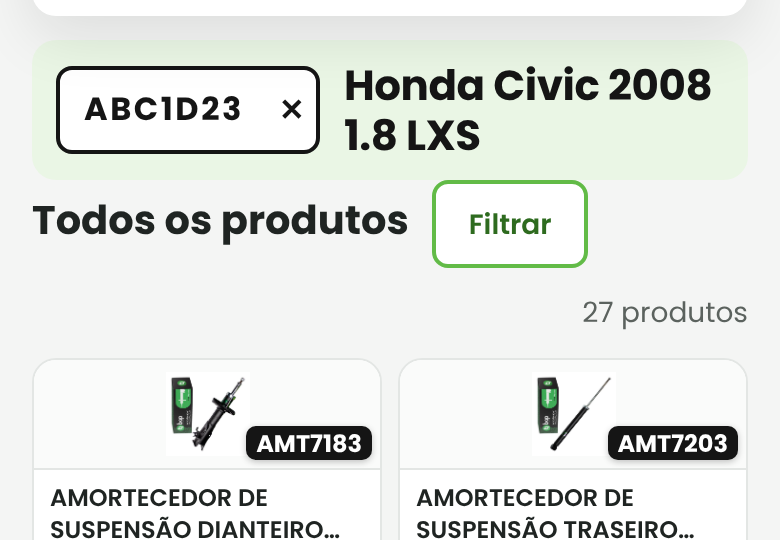 ABC1D23 ×
Honda Civic 2008
1.8 LXS
Todos os produtos
Filtrar
27 produtos
AMT7183
AMORTECEDOR DE
SUSPENSÃO DIANTEIRO...
AMT7203
AMORTECEDOR DE
SUSPENSÃO TRASEIRO...